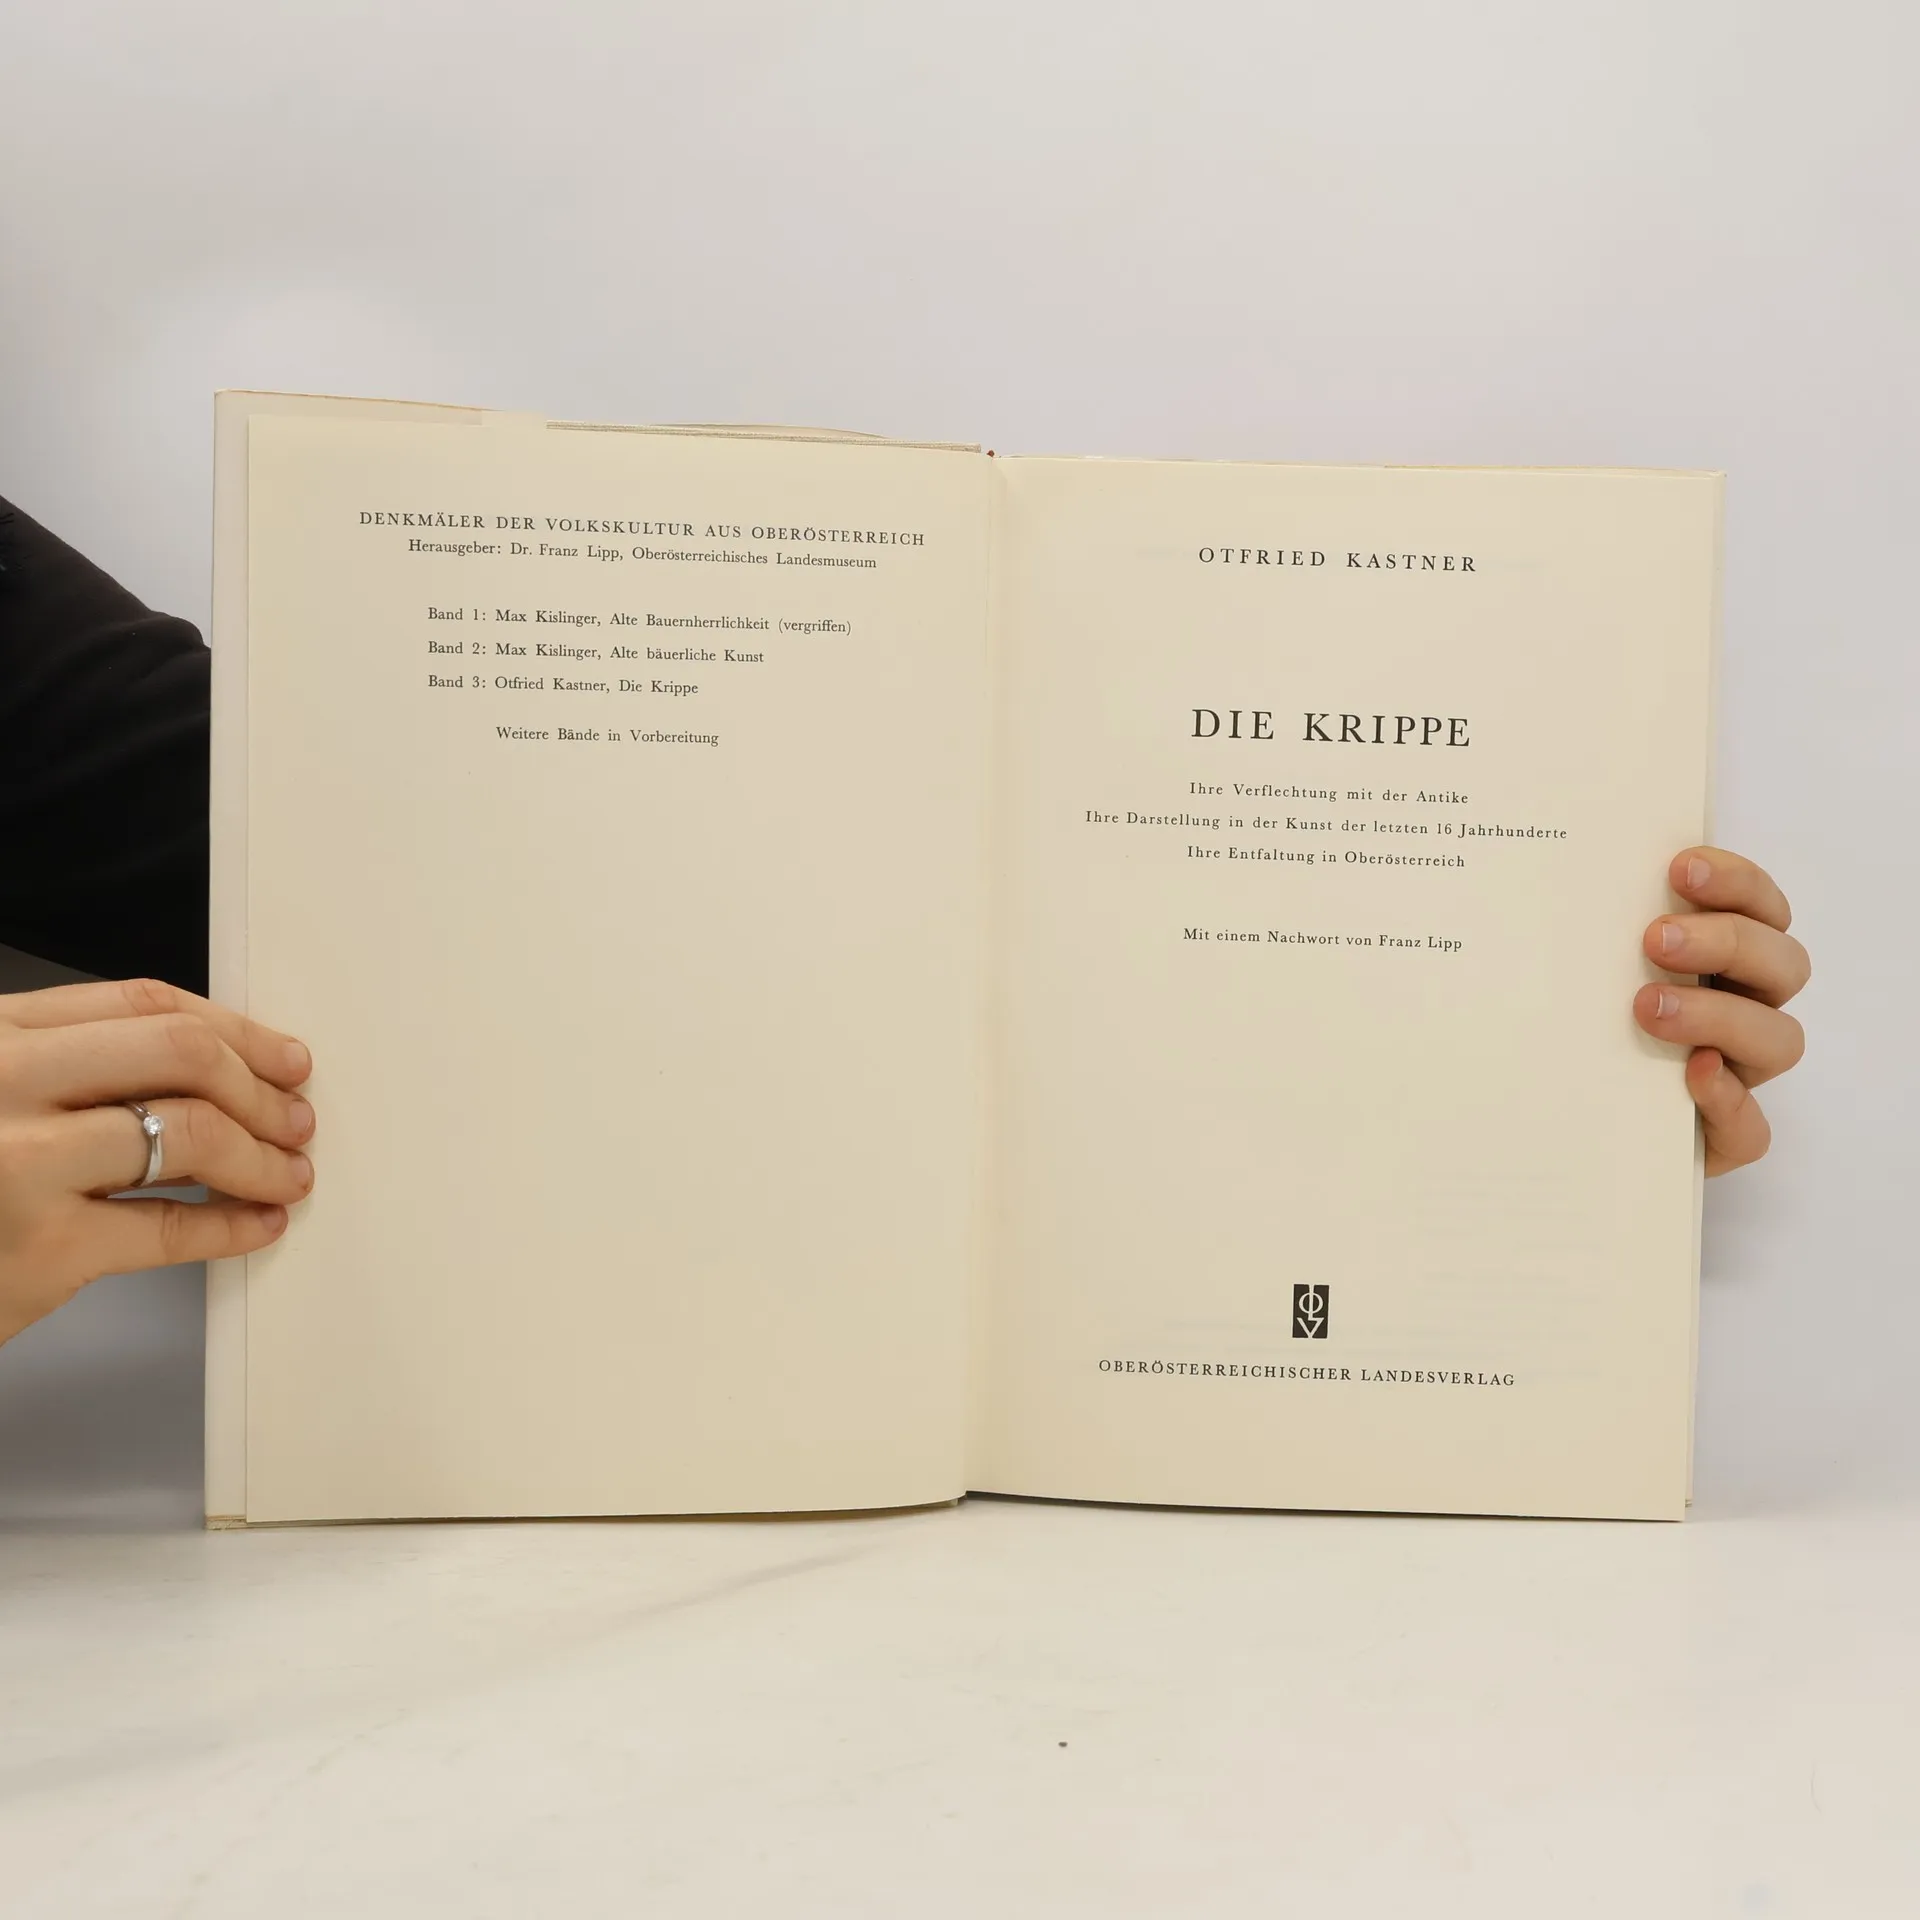 DENKMÄLER DER VOLKSKULTUR AUS OBERÖSTERREICH
Herausgeber: Dr. Franz Lipp, Oberösterreichisches Landesmuseum
Band 1: Max Kislinger, Alte Bauernherrlichkeit (vergriffen)
Band 2: Max Kislinger, Alte bäuerliche Kunst
Band 3: Otfried Kastner, Die Krippe
Weitere Bände in Vorbereitung
OTFRIED KASTNER
DIE KRIPPE
Ihre Verflechtung mit der Antike
Ihre Darstellung in der Kunst der letzten 16 Jahrhunderte
Ihre Entfaltung in Oberösterreich
Mit einem Nachwort von Franz Lipp
OBERÖSTERREICHISCHER LANDESVERLAG